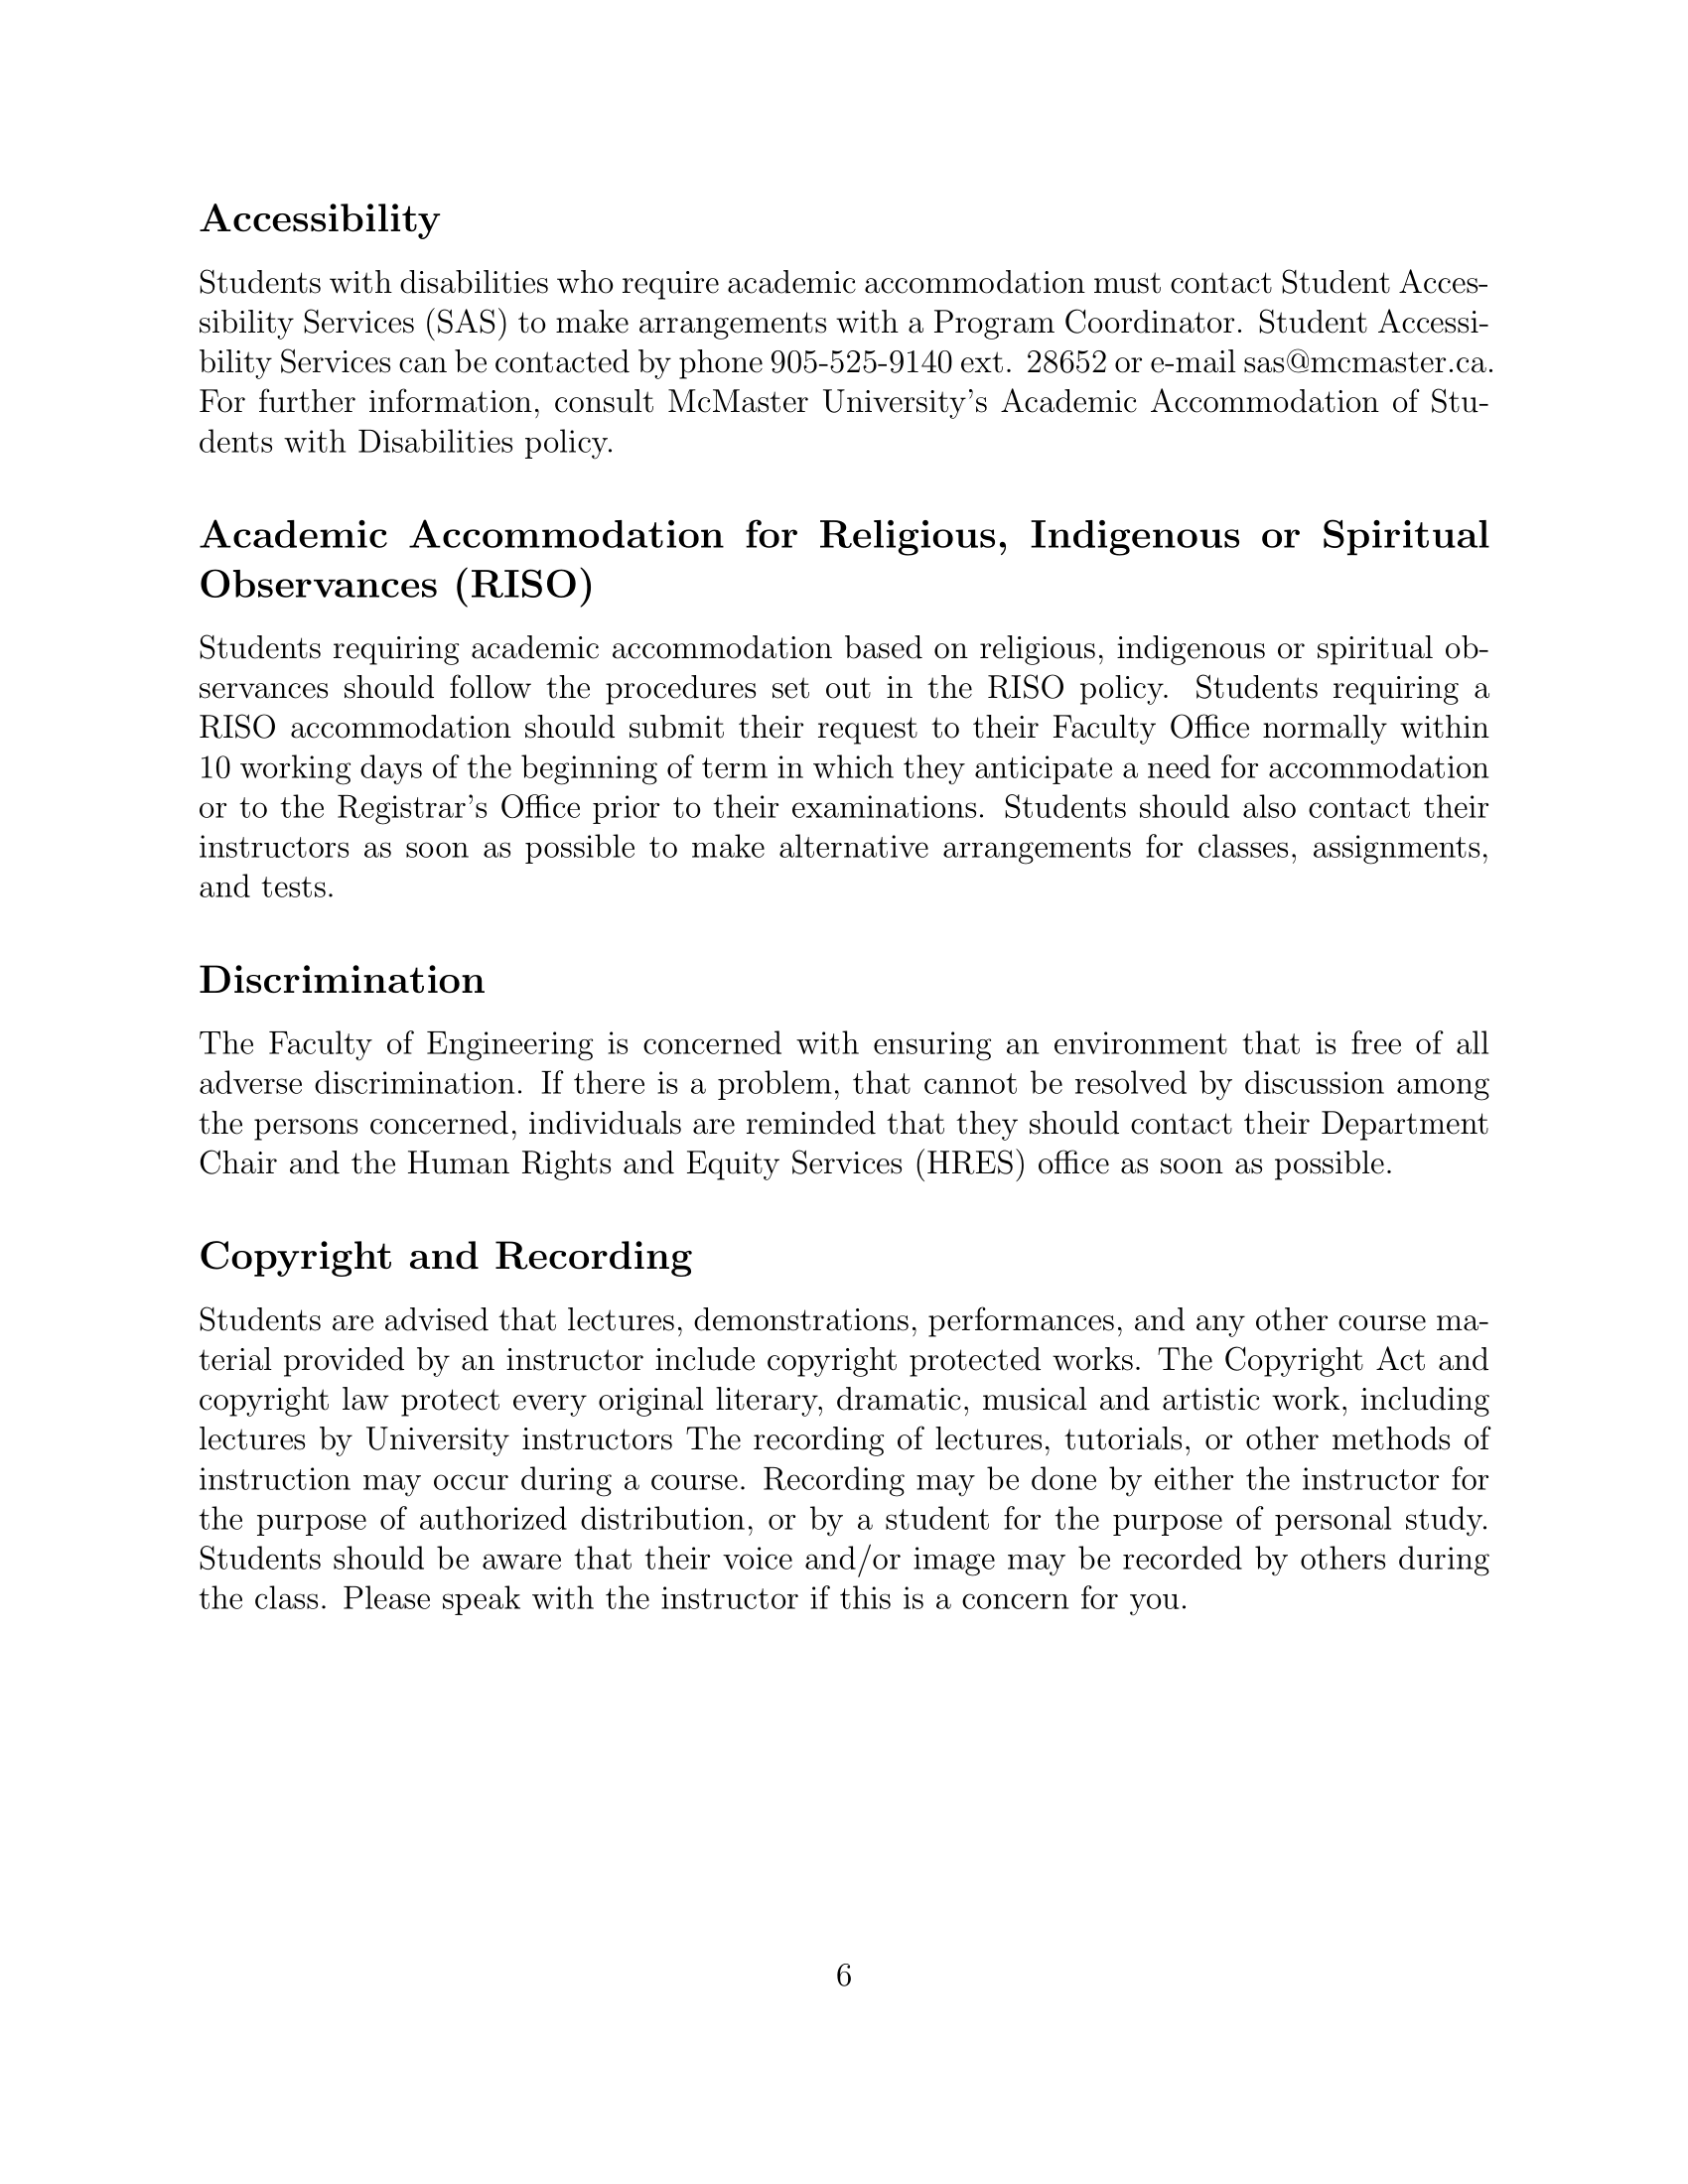 Accessibility
Students with disabilities who require academic accommodation must contact Student Acces-
sibility Services (SAS) to make arrangements with a Program Coordinator. Student Accessi-
bility Services can be contacted by phone 905-525-9140 ext. 28652 or e-mail sas@mcmaster.ca.
For further information, consult McMaster University's Academic Accommodation of Stu-
dents with Disabilities policy.
Academic Accommodation for Religious, Indigenous or Spiritual
Observances (RISO)
Students requiring academic accommodation based on religious, indigenous or spiritual ob-
servances should follow the procedures set out in the RISO policy. Students requiring a
RISO accommodation should submit their request to their Faculty Office normally within
10 working days of the beginning of term in which they anticipate a need for accommodation
or to the Registrar's Office prior to their examinations. Students should also contact their
instructors as soon as possible to make alternative arrangements for classes, assignments,
and tests.
Discrimination
The Faculty of Engineering is concerned with ensuring an environment that is free of all
adverse discrimination. If there is a problem, that cannot be resolved by discussion among
the persons concerned, individuals are reminded that they should contact their Department
Chair and the Human Rights and Equity Services (HRES) office as soon as possible.
Copyright and Recording
Students are advised that lectures, demonstrations, performances, and any other course ma-
terial provided by an instructor include copyright protected works. The Copyright Act and
copyright law protect every original literary, dramatic, musical and artistic work, including
lectures by University instructors The recording of lectures, tutorials, or other methods of
instruction may occur during a course. Recording may be done by either the instructor for
the purpose of authorized distribution, or by a student for the purpose of personal study.
Students should be aware that their voice and/or image may be recorded by others during
the class. Please speak with the instructor if this is a concern for you.
6